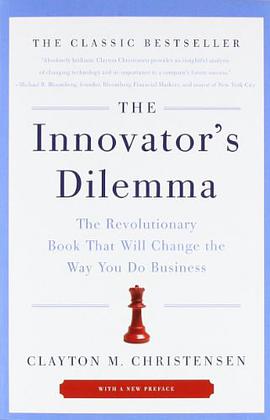 THE CLASSIC BESTSELLER
"Absolutely brilliant. Clayton Christensen provides an insightful analysis
of changing technology and its importance to a company's future success."
—Michael R. Bloomberg, founder, Bloomberg Financial Markets, and mayor of New York City
THE
Innovator's
Dilemma
The Revolutionary
Book That Will Change the
Way You Do Business
CLAYTON M. CHRISTENSEN
WITH A NEW PREFACE